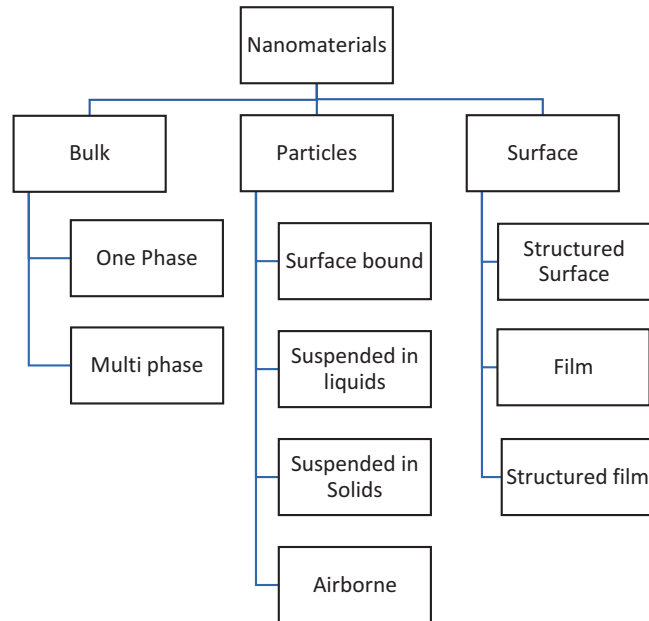 Nanomaterials
Bulk
Particles
Surface
One Phase
Multi phase
Surface bound
Suspended in
liquids
Suspended in
Solids
Airborne
Structured
Surface
Film
Structured film